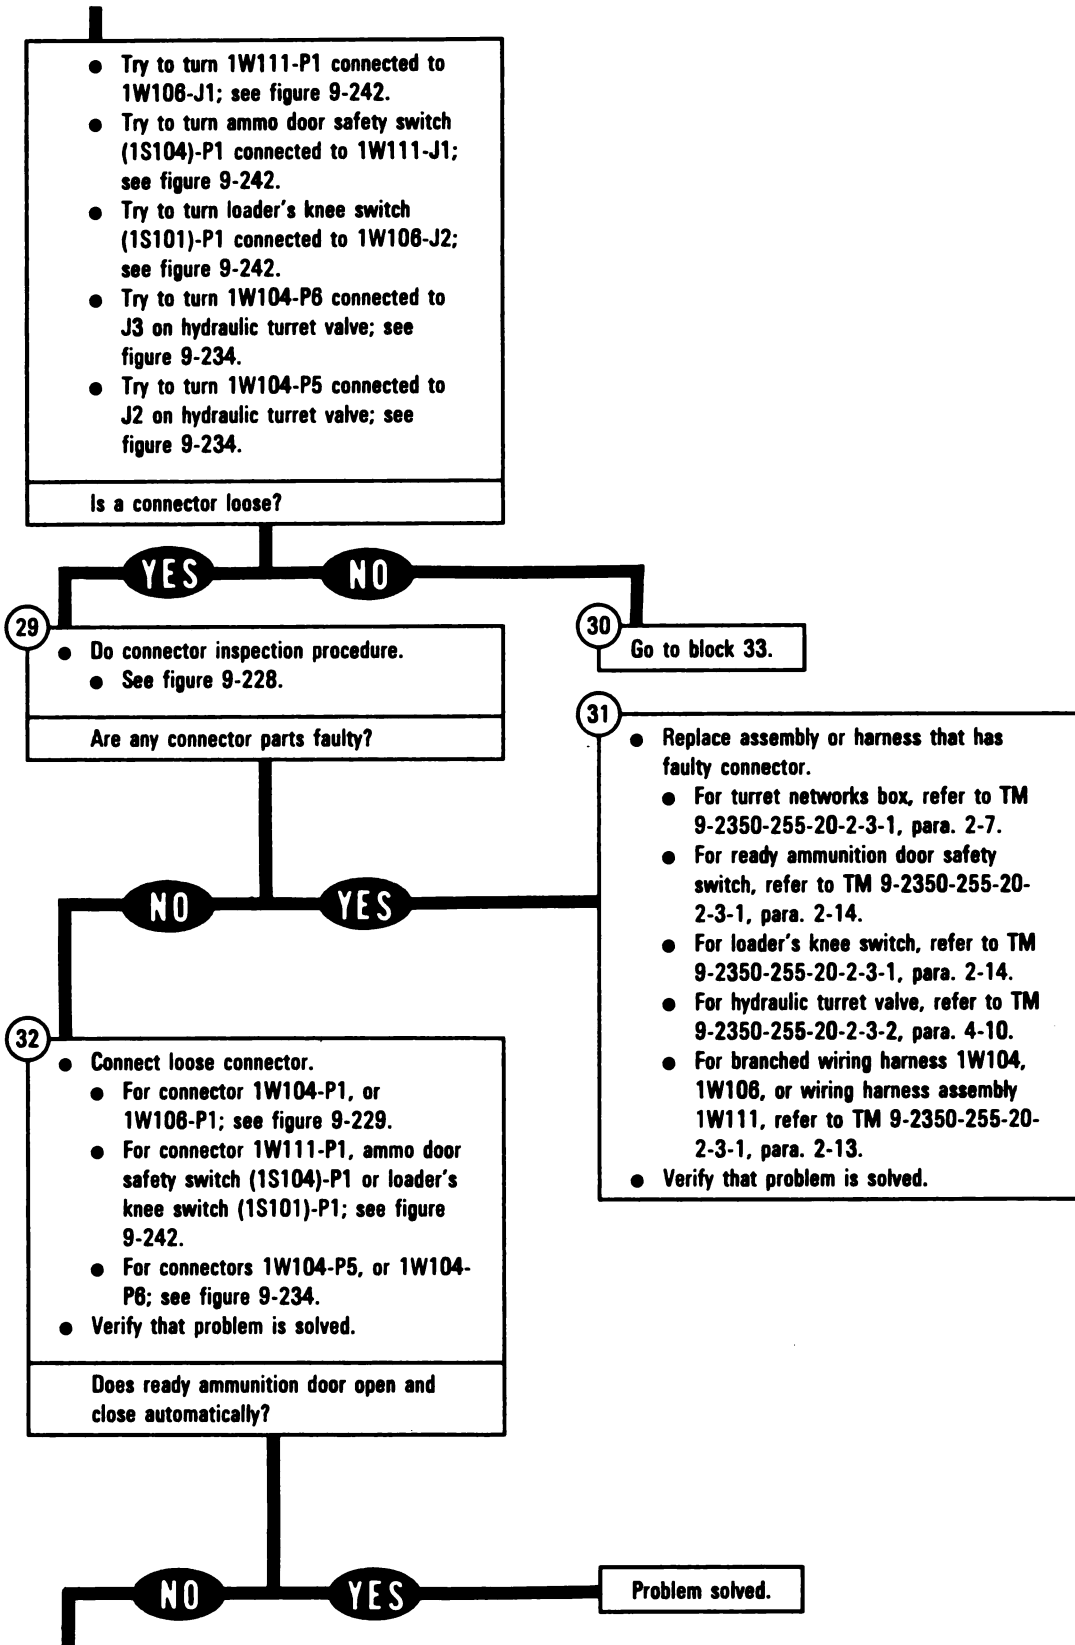 ● Try to turn 1W111-P1 connected to
1W106-J1; see figure 9-242.
● Try to turn ammo door safety switch
(1S104)-P1 connected to 1W111-J1;
see figure 9-242.
● Try to turn loader's knee switch
(1S101)-P1 connected to 1W106-J2;
see figure 9-242.
● Try to turn 1W104-P6 connected to
J3 on hydraulic turret valve; see
figure 9-234.
● Try to turn 1W104-P5 connected to
J2 on hydraulic turret valve; see
figure 9-234.
Is a connector loose?
YES
NO
29
● Do connector inspection procedure.
● See figure 9-228.
Are any connector parts faulty?
30
Go to block 33.
31
● Replace assembly or harness that has
faulty connector.
● For turret networks box, refer to TM
9-2350-255-20-2-3-1, para. 2-7.
● For ready ammunition door safety
switch, refer to TM 9-2350-255-20-
2-3-1, para. 2-14.
● For loader's knee switch, refer to TM
9-2350-255-20-2-3-1, para. 2-14.
● For hydraulic turret valve, refer to TM
9-2350-255-20-2-3-2, para. 4-10.
● For branched wiring harness 1W104,
1W106, or wiring harness assembly
1W111, refer to TM 9-2350-255-20-
2-3-1, para. 2-13.
● Verify that problem is solved.
NO
YES
32
● Connect loose connector.
● For connector 1W104-P1, or
1W106-P1; see figure 9-229.
● For connector 1W111-P1, ammo door
safety switch (1S104)-P1 or loader's
knee switch (1S101)-P1; see figure
9-242.
● For connectors 1W104-P5, or 1W104-
P6; see figure 9-234.
● Verify that problem is solved.
Does ready ammunition door open and
close automatically?
NO
YES
Problem solved.